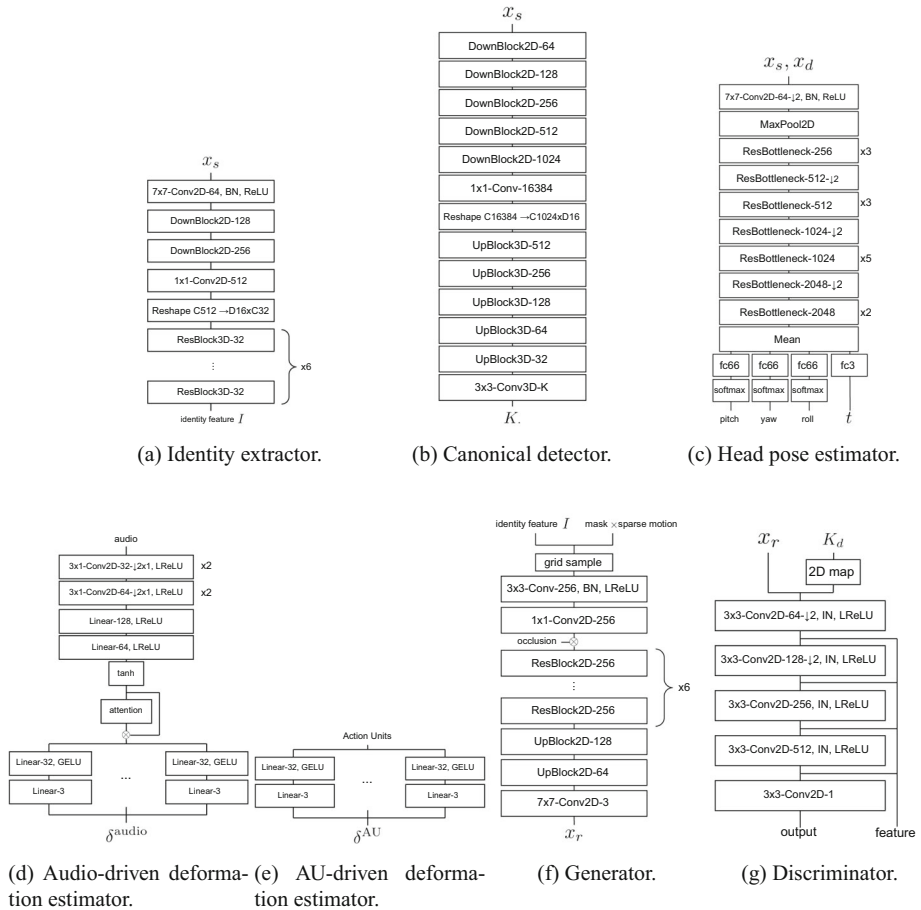 x_s
7x7-Conv2D-64, BN, ReLU
DownBlock2D-128
DownBlock2D-256
1x1-Conv2D-512
Reshape C512 →D16xC32
ResBlock3D-32
⋮
ResBlock3D-32
x6
identity feature I
(a) Identity extractor.
x_s
DownBlock2D-64
DownBlock2D-128
DownBlock2D-256
DownBlock2D-512
DownBlock2D-1024
1x1-Conv-16384
Reshape C16384 →C1024xD16
UpBlock3D-512
UpBlock3D-256
UpBlock3D-128
UpBlock3D-64
UpBlock3D-32
3x3-Conv3D-K
K.
(b) Canonical detector.
x_s, x_d
7x7-Conv2D-64-↓2, BN, ReLU
MaxPool2D
ResBottleneck-256 x3
ResBottleneck-512-↓2
ResBottleneck-512 x3
ResBottleneck-1024-↓2
ResBottleneck-1024 x5
ResBottleneck-2048-↓2
ResBottleneck-2048 x2
Mean
fc66 fc66 fc66 fc3
softmax softmax softmax
pitch yaw roll t
(c) Head pose estimator.
audio
3x1-Conv2D-32-↓2x1, LReLU x2
3x1-Conv2D-64-↓2x1, LReLU x2
Linear-128, LReLU
Linear-64, LReLU
tanh
attention
⊗
Linear-32, GELU ... Linear-32, GELU
Linear-3 Linear-3
δ^audio
(d) Audio-driven deforma-
tion estimator.
Action Units
Linear-32, GELU ... Linear-32, GELU
Linear-3 Linear-3
δ^AU
(e) AU-driven deforma-
tion estimator.
identity feature I mask ×sparse motion
grid sample
3x3-Conv-256, BN, LReLU
1x1-Conv2D-256
occlusion ⊗
ResBlock2D-256
⋮
ResBlock2D-256
x6
UpBlock2D-128
UpBlock2D-64
7x7-Conv2D-3
x_r
(f) Generator.
x_r K_d
2D map
3x3-Conv2D-64-↓2, IN, LReLU
3x3-Conv2D-128-↓2, IN, LReLU
3x3-Conv2D-256, IN, LReLU
3x3-Conv2D-512, IN, LReLU
3x3-Conv2D-1
output feature
(g) Discriminator.